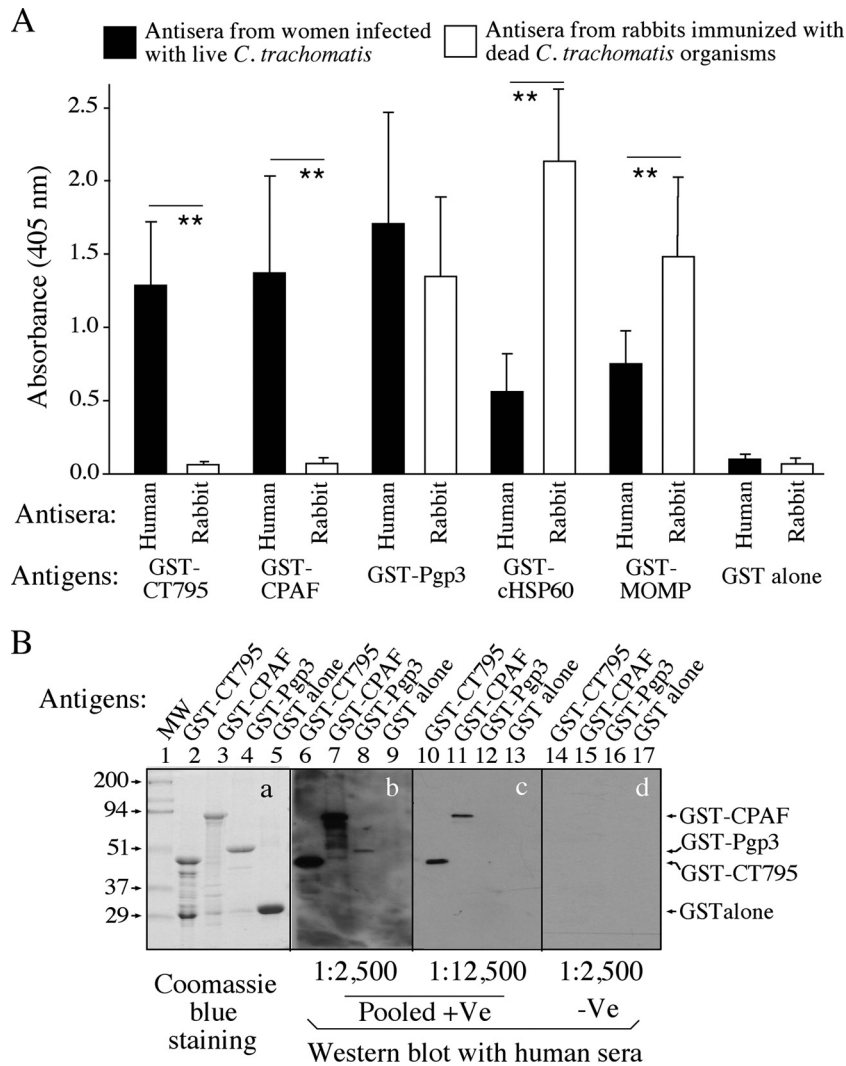 A
Antisera from women infected
with live C. trachomatis
Antisera from rabbits immunized with
dead C. trachomatis organisms
Absorbance (405 nm)
2.5
2.0
1.5
1.0
0.5
0.0
**
**
**
**
Antisera:
Human
Rabbit
Human
Rabbit
Human
Rabbit
Human
Rabbit
Human
Rabbit
Human
Rabbit
Antigens:
GST-
CT795
GST-
CPAF
GST-Pgp3
GST-
cHSP60
GST-
MOMP
GST alone
B
Antigens:
MW
GST-CT795
GST-CPAF
GST-Pgp3
GST alone
GST-CT795
GST-CPAF
GST-Pgp3
GST alone
GST-CT795
GST-CPAF
GST-Pgp3
GST alone
GST-CT795
GST-CPAF
GST-Pgp3
GST alone
1 2 3 4 5 6 7 8 9 10 11 12 13 14 15 16 17
200
94
51
37
29
a
b
c
d
GST-CPAF
GST-Pgp3
GST-CT795
GSTalone
Coomassie
blue
staining
1:2,500 1:12,500 1:2,500
Pooled +Ve -Ve
Western blot with human sera